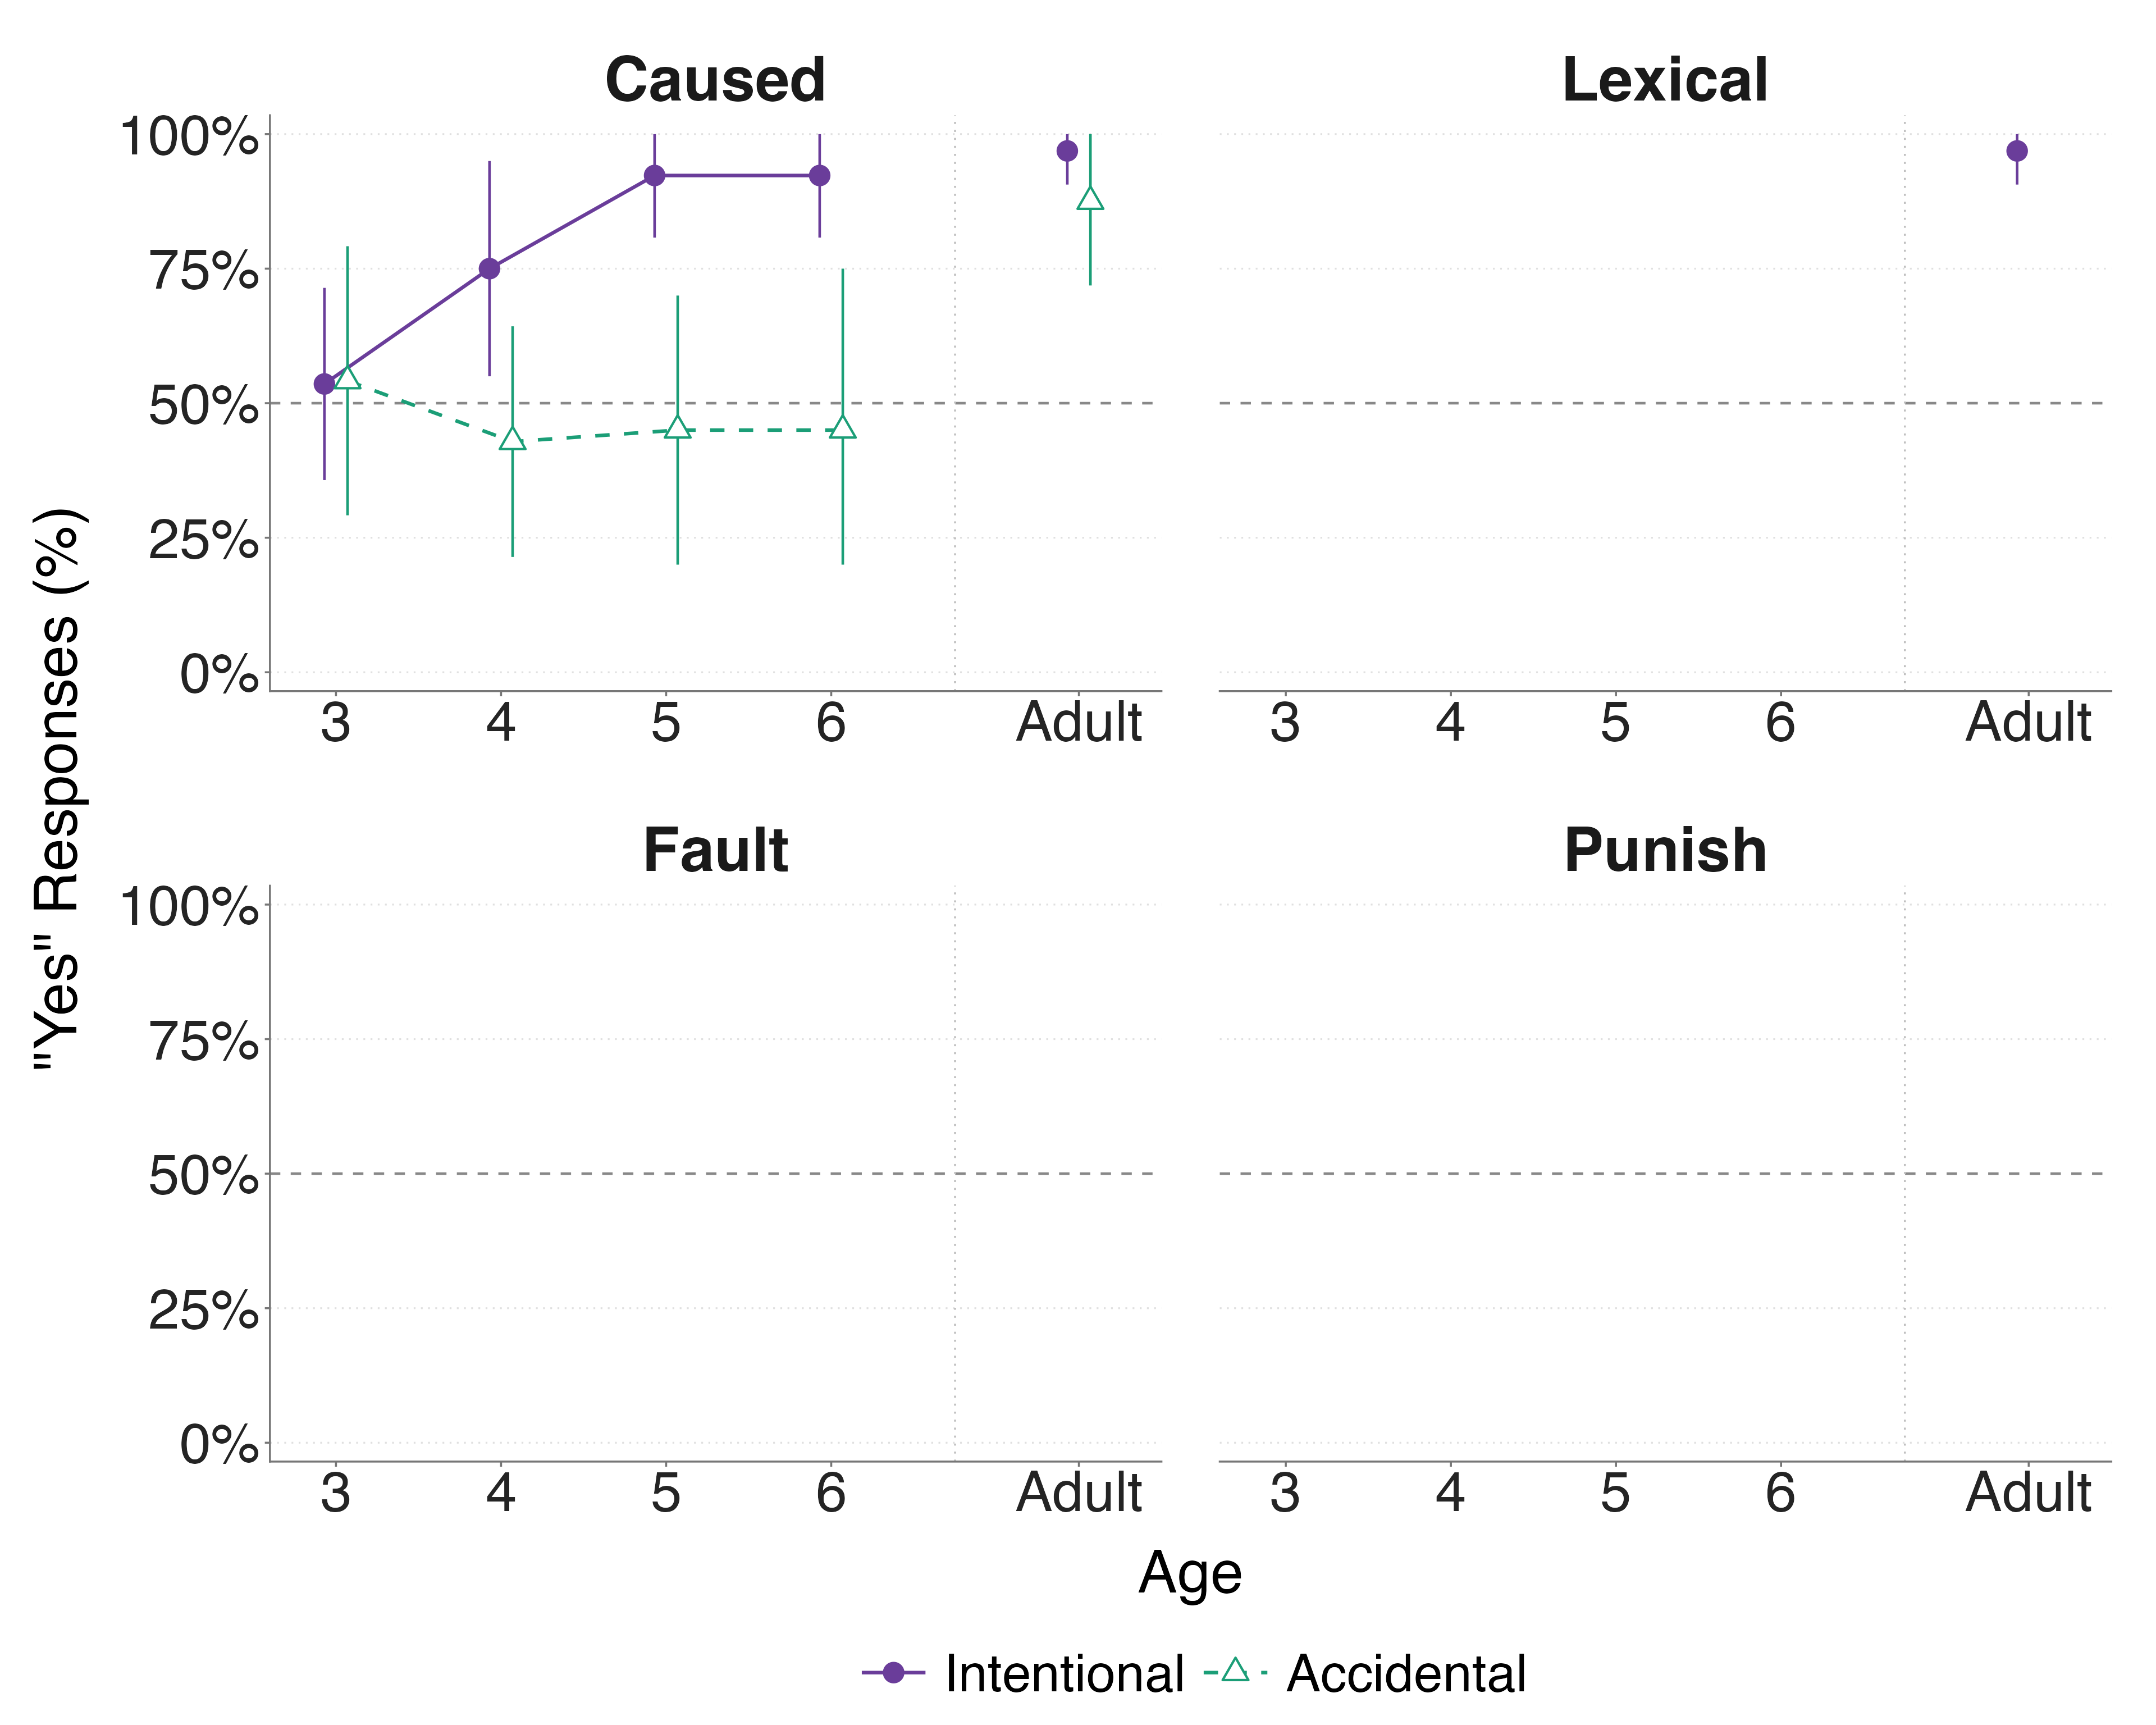 Caused
Lexical
100%
75%
50%
25%
0%
3 4 5 6 Adult
3 4 5 6 Adult
"Yes" Responses (%)
Fault
Punish
100%
75%
50%
25%
0%
3 4 5 6 Adult
3 4 5 6 Adult
Age
Intentional Accidental